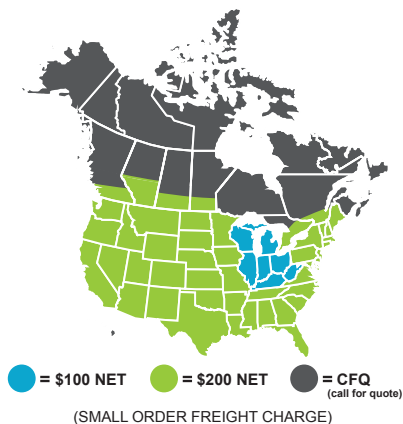 = $100 NET = $200 NET = CFQ
(call for quote)
(SMALL ORDER FREIGHT CHARGE)